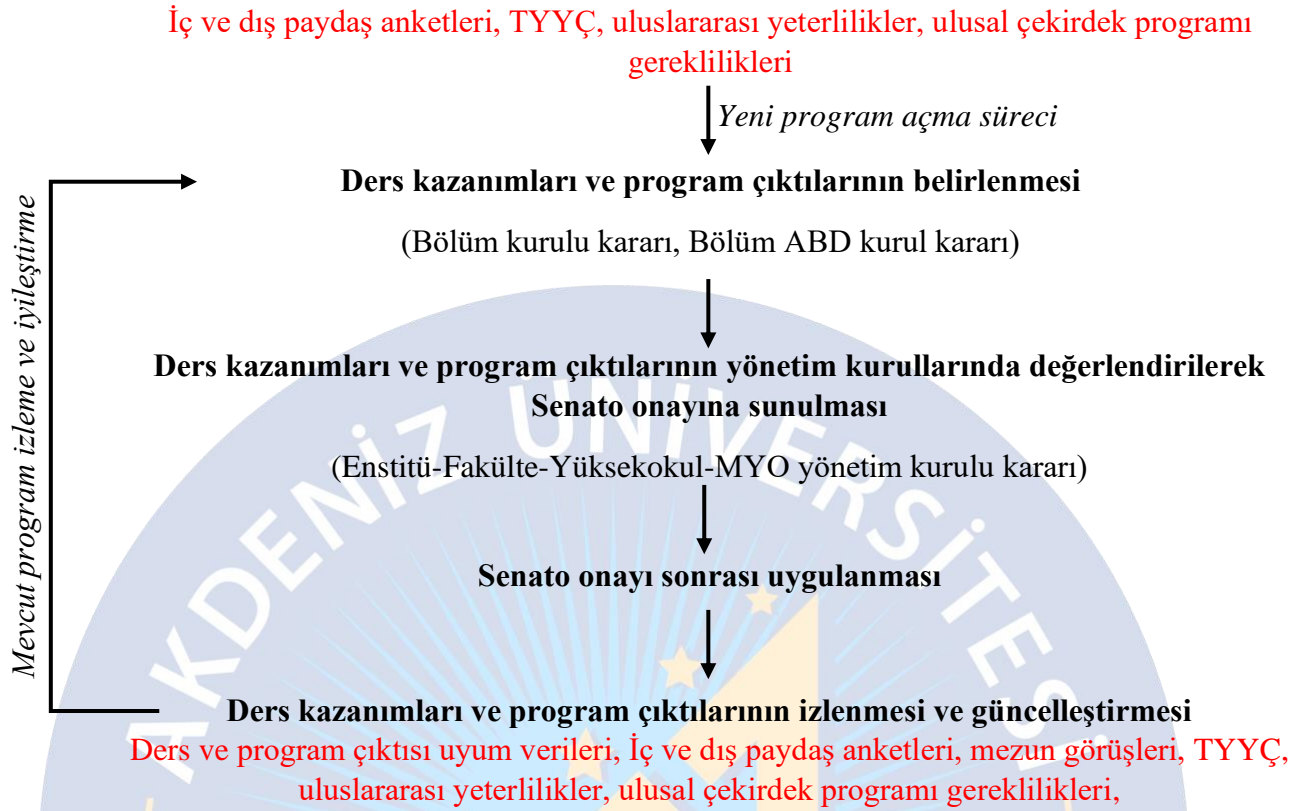 İç ve dış paydaş anketleri, TYYÇ, uluslararası yeterlilikler, ulusal çekirdek programı
gereklilikleri
Yeni program açma süreci
Ders kazanımları ve program çıktılarının belirlenmesi
(Bölüm kurulu kararı, Bölüm ABD kurul kararı)
Mevcut program izleme ve iyileştirme
Ders kazanımları ve program çıktılarının yönetim kurullarında değerlendirilerek
Senato onayına sunulması
(Enstitü-Fakülte-Yüksekokul-MYO yönetim kurulu kararı)
Senato onayı sonrası uygulanması
Ders kazanımları ve program çıktılarının izlenmesi ve güncelleştirmesi
Ders ve program çıktısı uyum verileri, İç ve dış paydaş anketleri, mezun görüşleri, TYYÇ,
uluslararası yeterlilikler, ulusal çekirdek programı gereklilikleri,
AKDENİZ ÜNİVERSİTESİ